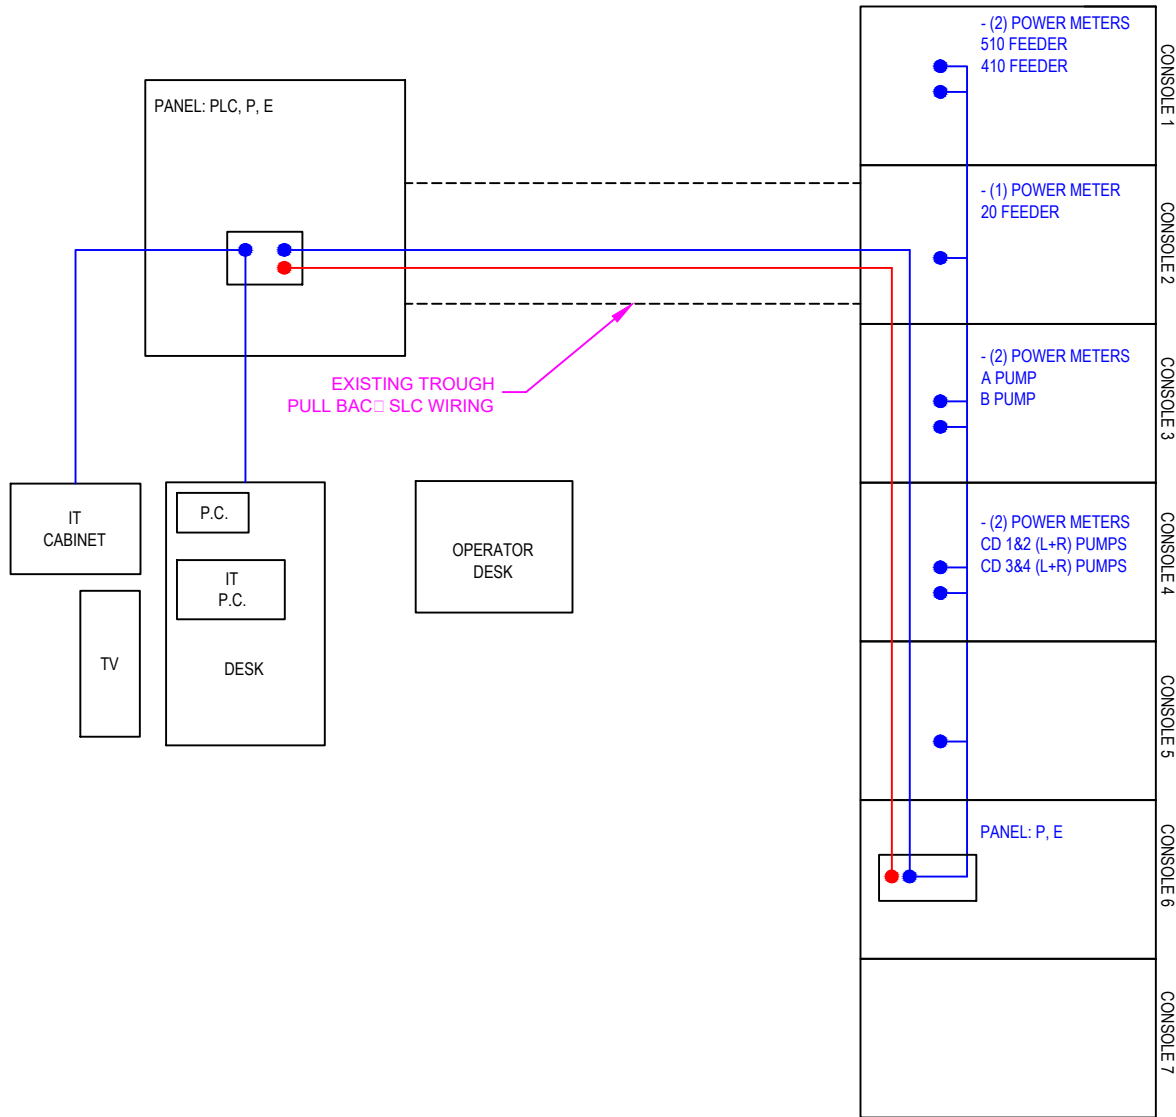 - (2) POWER METERS
510 FEEDER
410 FEEDER
CONSOLE 1
PANEL: PLC, P, E
- (1) POWER METER
20 FEEDER
CONSOLE 2
EXISTING TROUGH
PULL BAC□ SLC WIRING
- (2) POWER METERS
A PUMP
B PUMP
CONSOLE 3
IT
CABINET
P.C.
IT
P.C.
DESK
TV
OPERATOR
DESK
- (2) POWER METERS
CD 1&2 (L+R) PUMPS
CD 3&4 (L+R) PUMPS
CONSOLE 4
CONSOLE 5
PANEL: P, E
CONSOLE 6
CONSOLE 7